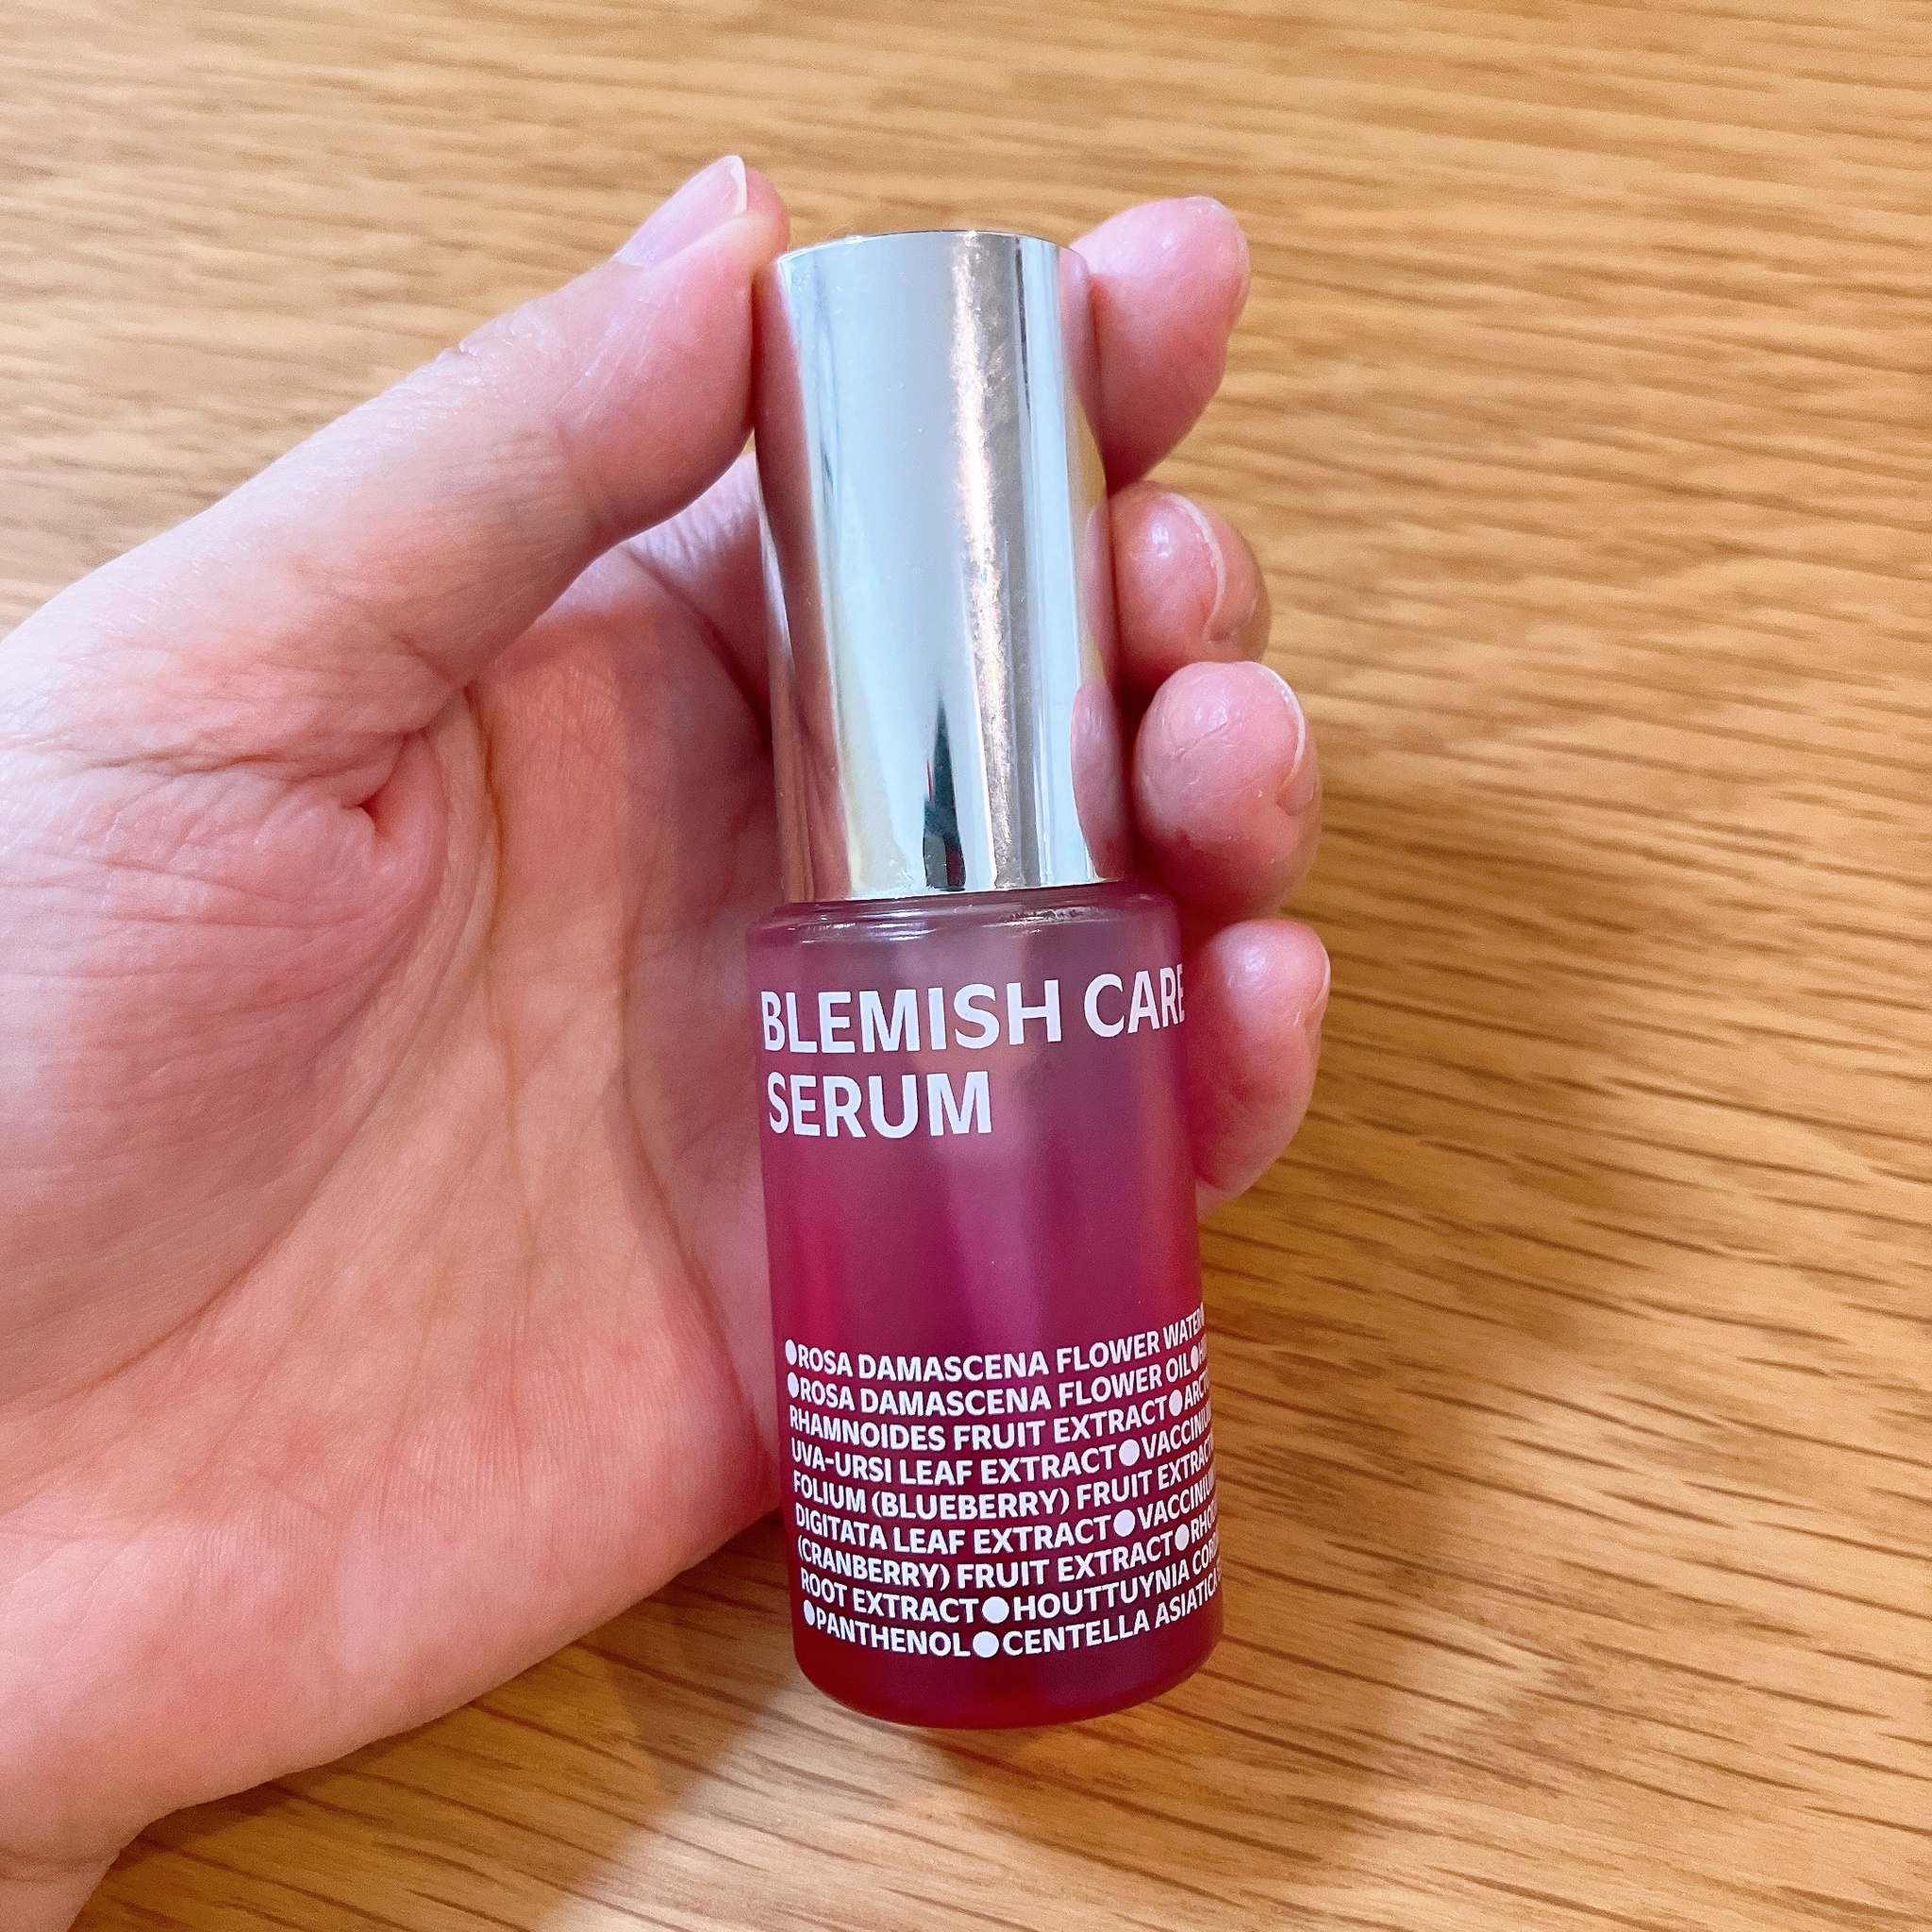 BLEMISH CARE
SERUM
●ROSA DAMASCENA FLOWER WATER
●ROSA DAMASCENA FLOWER OIL●
RHAMNOIDES FRUIT EXTRACT●
UVA-URSI LEAF EXTRACT●VACCINIUM
FOLIUM (BLUEBERRY) FRUIT EXTRACT
DIGITATA LEAF EXTRACT●VACCINIUM
(CRANBERRY) FRUIT EXTRACT●
ROOT EXTRACT●HOUTTUYNIA
●PANTHENOL●CENTELLA ASIATICA